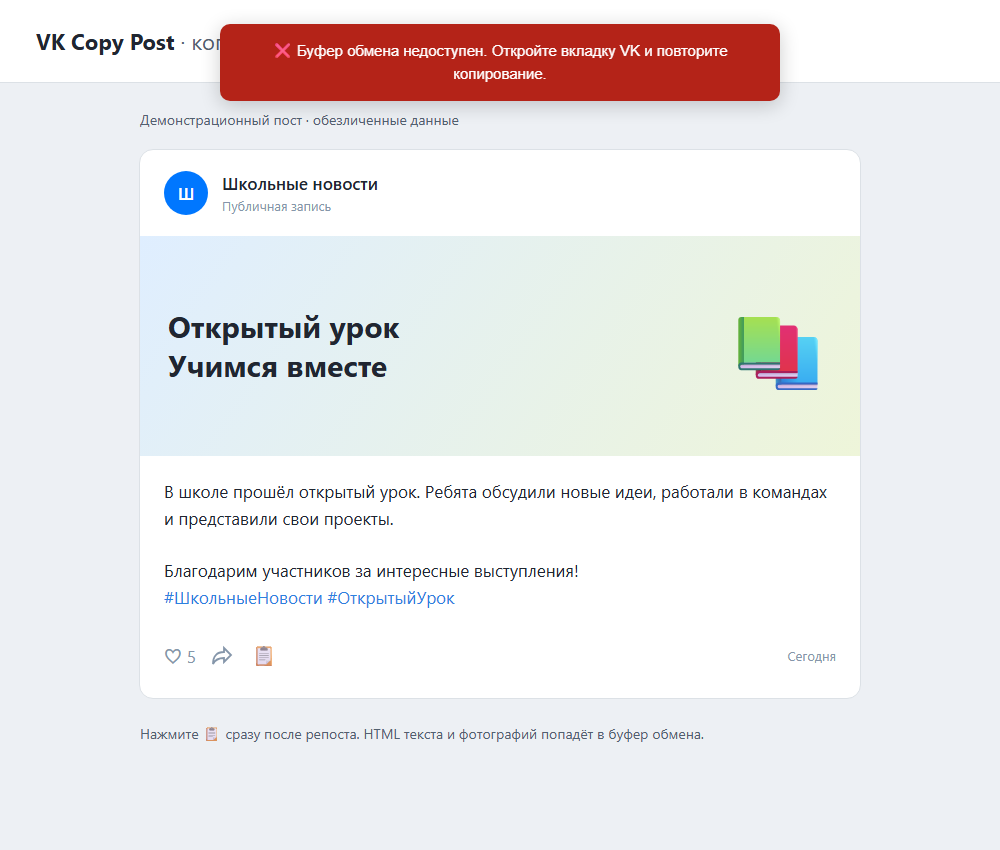 VK Copy Post ·
❌ Буфер обмена недоступен. Откройте вкладку VK и повторите
копирование.
Демонстрационный пост · обезличенные данные
Ш
Школьные новости
Публичная запись
Открытый урок
Учимся вместе
В школе прошёл открытый урок. Ребята обсудили новые идеи, работали в командах
и представили свои проекты.
Благодарим участников за интересные выступления!
#ШкольныеНовости #ОткрытыйУрок
5
Сегодня
Нажмите 📋 сразу после репоста. HTML текста и фотографий попадёт в буфер обмена.